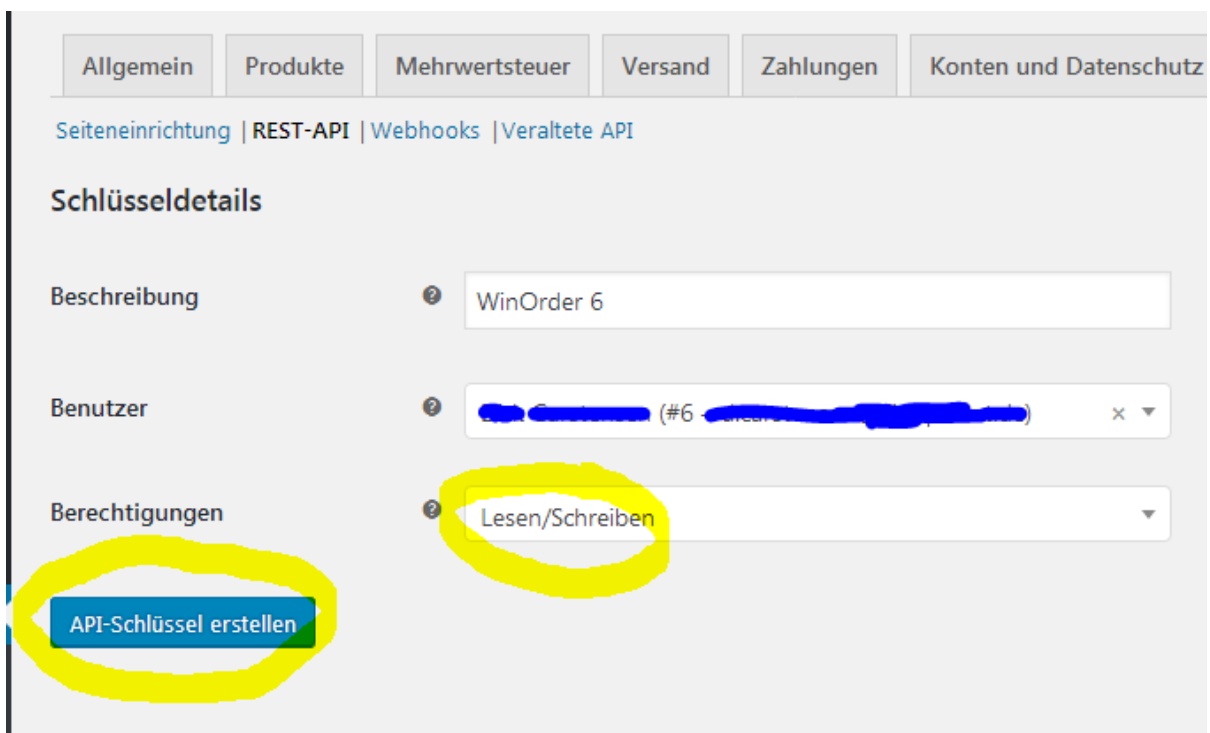 Allgemein Produkte Mehrwertsteuer Versand Zahlungen Konten und Datenschutz
Seiteneinrichtung | REST-API | Webhooks | Veraltete API
Schlüsseldetails
Beschreibung WinOrder 6
Benutzer (#6 - )
Berechtigungen Lesen/Schreiben
API-Schlüssel erstellen